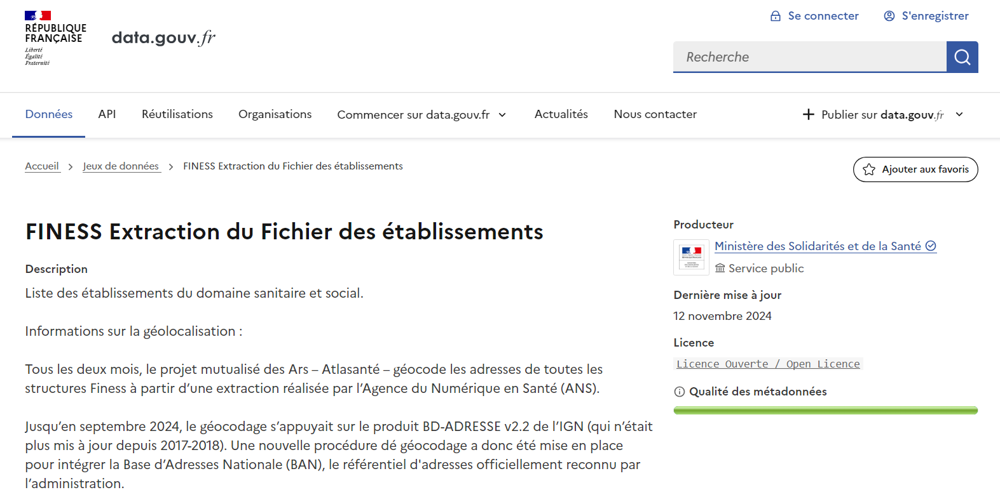 RÉPUBLIQUE
FRANÇAISE
Liberté
Égalité
Fraternité
data.gouv.fr
Se connecter
S'enregistrer
Recherche
Données
API
Réutilisations
Organisations
Commencer sur data.gouv.fr
Actualités
Nous contacter
Publier sur data.gouv.fr
Accueil
Jeux de données
FINESS Extraction du Fichier des établissements
Ajouter aux favoris
FINESS Extraction du Fichier des établissements
Description
Liste des établissements du domaine sanitaire et social.
Informations sur la géolocalisation :
Tous les deux mois, le projet mutualisé des Ars – Atlasanté – géocode les adresses de toutes les
structures Finess à partir d’une extraction réalisée par l’Agence du Numérique en Santé (ANS).
Jusqu’en septembre 2024, le géocodage s’appuyait sur le produit BD-ADRESSE v2.2 de l’IGN (qui n’était
plus mis à jour depuis 2017-2018). Une nouvelle procédure dé géocodage a donc été mise en place
pour intégrer la Base d’Adresses Nationale (BAN), le référentiel d'adresses officiellement reconnu par
l’administration.
Producteur
Ministère des Solidarités et de la Santé
Service public
Dernière mise à jour
12 novembre 2024
Licence
Licence Ouverte / Open Licence
Qualité des métadonnées